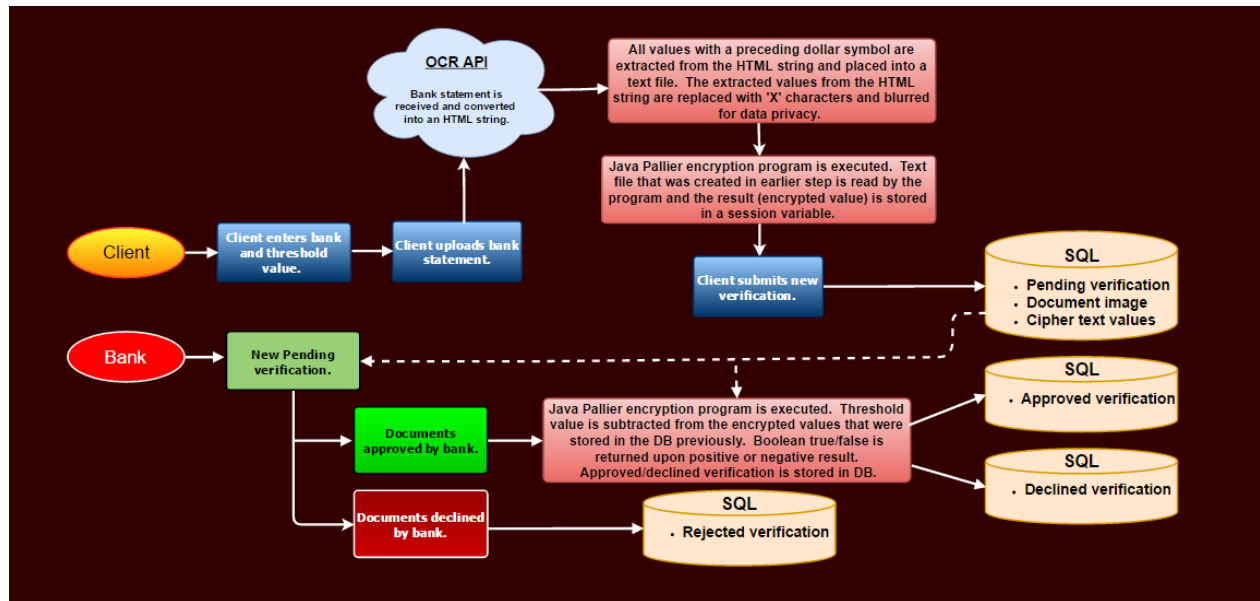 OCR API
Bank statement is
received and converted
into an HTML string.
All values with a preceding dollar symbol are
extracted from the HTML string and placed into a
text file. The extracted values from the HTML
string are replaced with 'X' characters and blurred
for data privacy.
Java Pallier encryption program is executed. Text
file that was created in earlier step is read by the
program and the result (encrypted value) is stored
in a session variable.
Client
Client enters bank
and threshold
value.
Client uploads bank
statement.
Client submits new
verification.
SQL
• Pending verification
• Document image
• Cipher text values
Bank
New Pending
verification.
Documents
approved by bank.
Java Pallier encryption program is executed. Threshold
value is subtracted from the encrypted values that were
stored in the DB previously. Boolean true/false is
returned upon positive or negative result.
Approved/declined verification is stored in DB.
SQL
• Approved verification
SQL
• Declined verification
Documents declined
by bank.
SQL
• Rejected verification